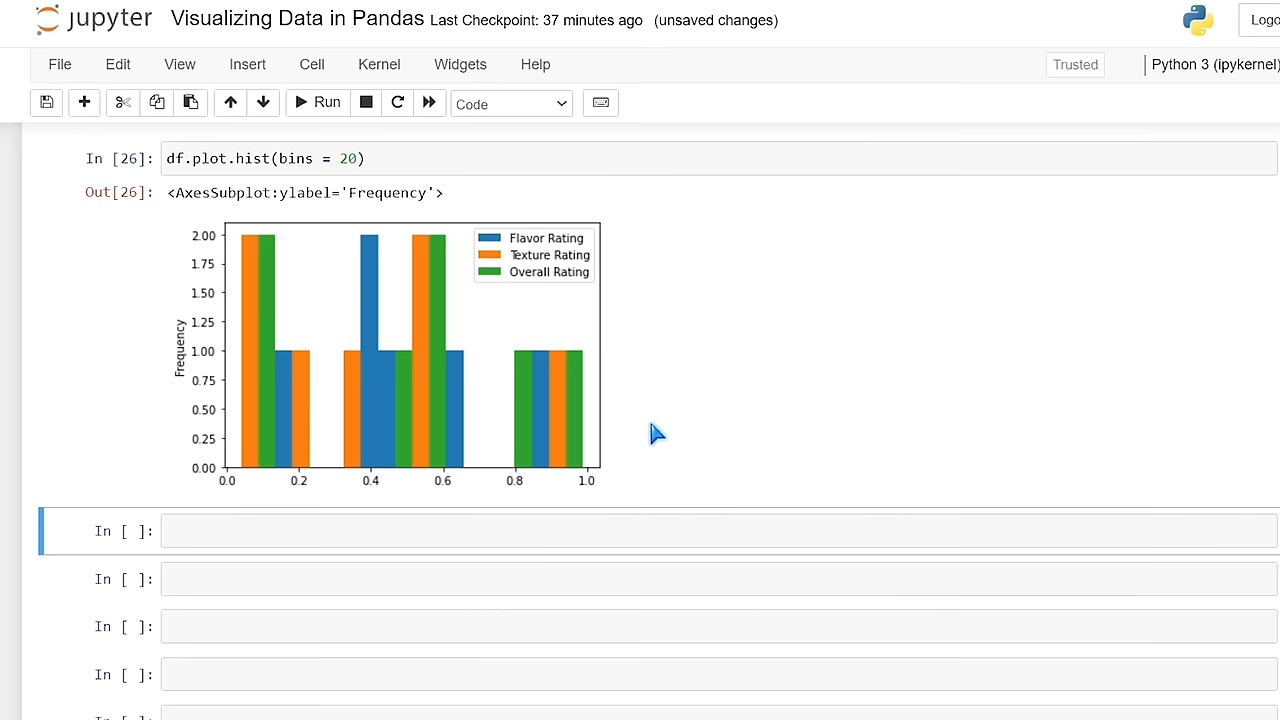 jupyter Visualizing Data in Pandas Last Checkpoint: 37 minutes ago (unsaved changes)
Logo
File Edit View Insert Cell Kernel Widgets Help Trusted Python 3 (ipykernel)
Run Code
In [26]: df.plot.hist(bins = 20)
Out[26]: <AxesSubplot:ylabel='Frequency'>
2.00
1.75
1.50
1.25
1.00
0.75
0.50
0.25
0.00
Frequency
Flavor Rating
Texture Rating
Overall Rating
0.0 0.2 0.4 0.6 0.8 1.0
In [ ]:
In [ ]:
In [ ]:
In [ ]: